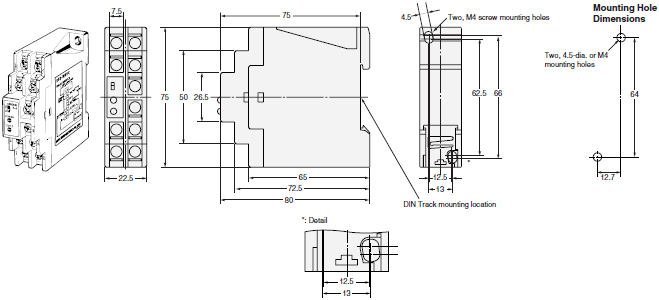 7.5
75
4.5
Two, M4 screw mounting holes
Mounting Hole
Dimensions
Two, 4.5-dia. or M4
mounting holes
75
50
26.5
62.5
66
64
65
72.5
80
22.5
12.5
13
*
12.7
DIN Track mounting location
*: Detail
12.5
13